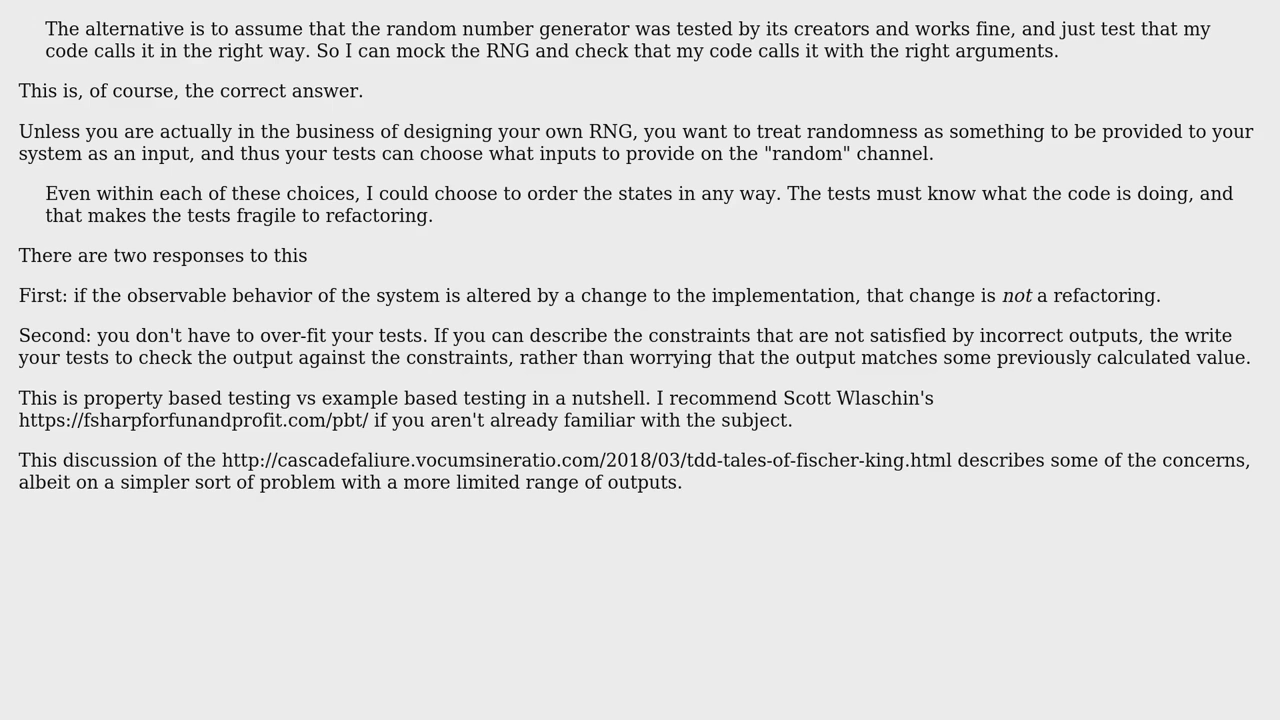 The alternative is to assume that the random number generator was tested by its creators and works fine, and just test that my
code calls it in the right way. So I can mock the RNG and check that my code calls it with the right arguments.
This is, of course, the correct answer.
Unless you are actually in the business of designing your own RNG, you want to treat randomness as something to be provided to your
system as an input, and thus your tests can choose what inputs to provide on the "random" channel.
Even within each of these choices, I could choose to order the states in any way. The tests must know what the code is doing, and
that makes the tests fragile to refactoring.
There are two responses to this
First: if the observable behavior of the system is altered by a change to the implementation, that change is not a refactoring.
Second: you don't have to over-fit your tests. If you can describe the constraints that are not satisfied by incorrect outputs, the write
your tests to check the output against the constraints, rather than worrying that the output matches some previously calculated value.
This is property based testing vs example based testing in a nutshell. I recommend Scott Wlaschin's
https://fsharpforfunandprofit.com/pbt/ if you aren't already familiar with the subject.
This discussion of the http://cascadefaliure.vocumsineratio.com/2018/03/tdd-tales-of-fischer-king.html describes some of the concerns,
albeit on a simpler sort of problem with a more limited range of outputs.